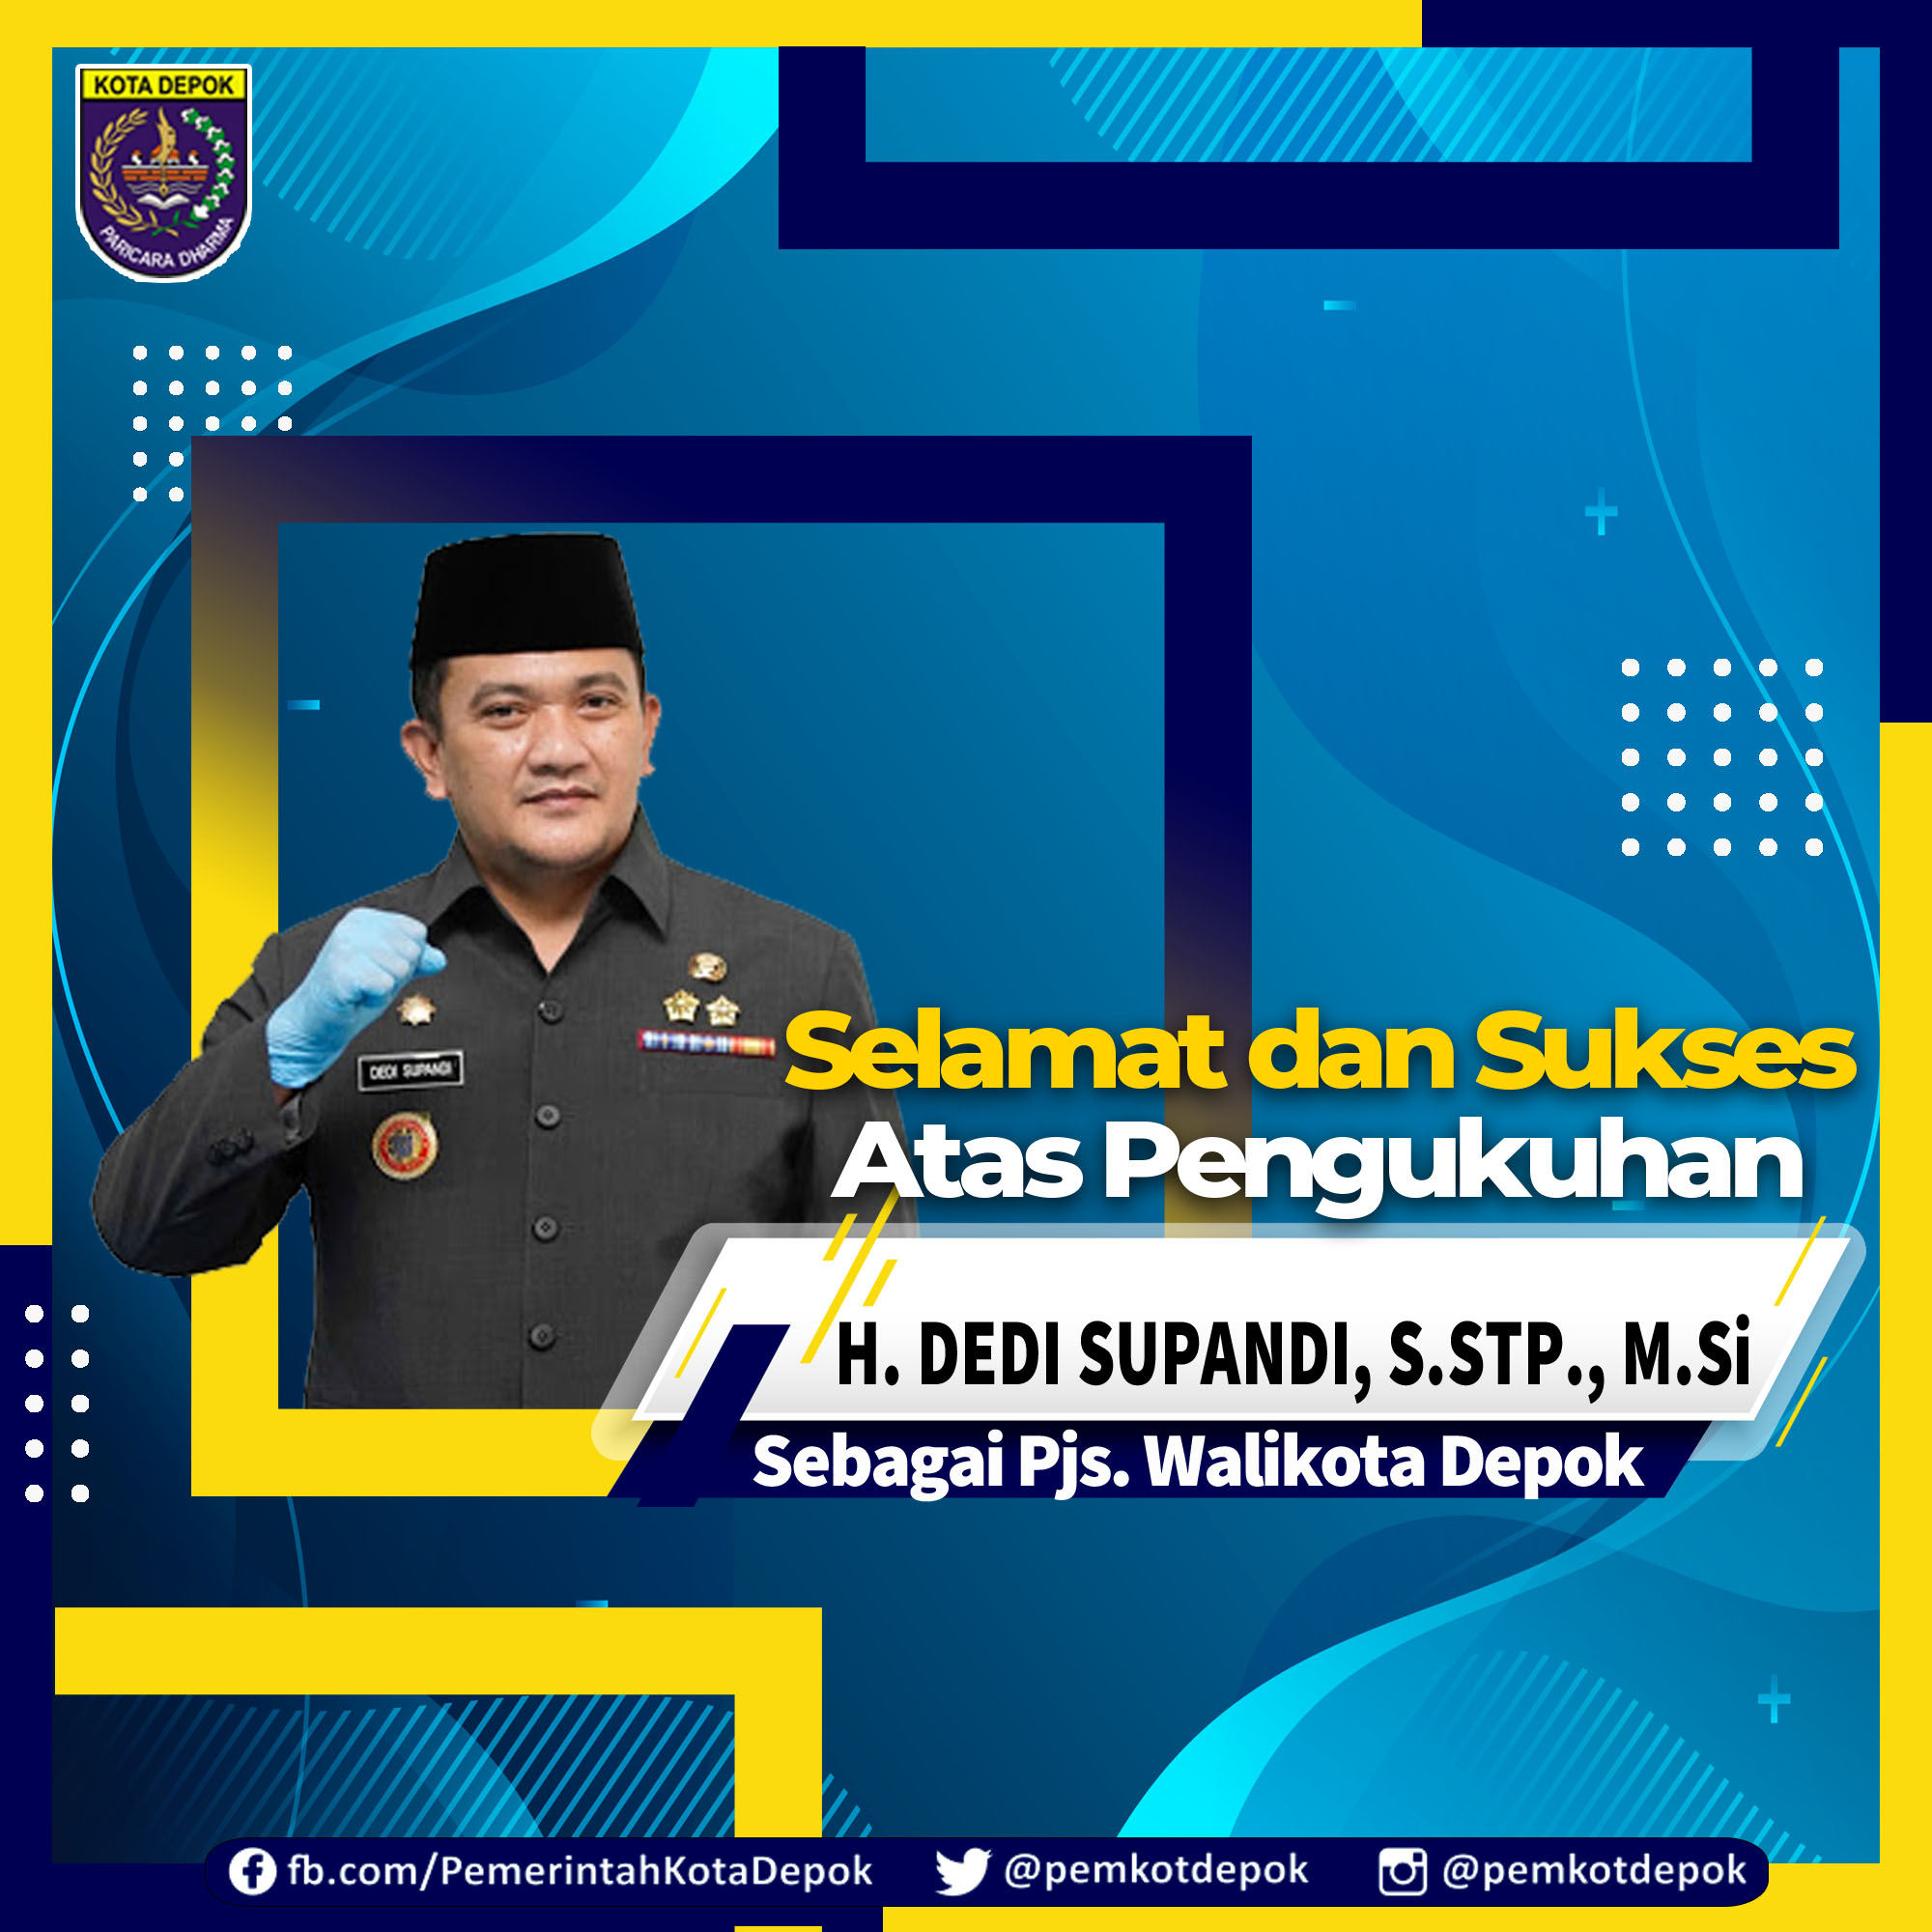 KOTA DEPOK
PARICARA DHARMA
DEDI SUPANDI
Selamat dan Sukses
Atas Pengukuhan
H. DEDI SUPANDI, S.STP., M.Si
Sebagai Pjs. Walikota Depok
fb.com/PemerintahKotaDepok @pemkotdepok @pemkotdepok